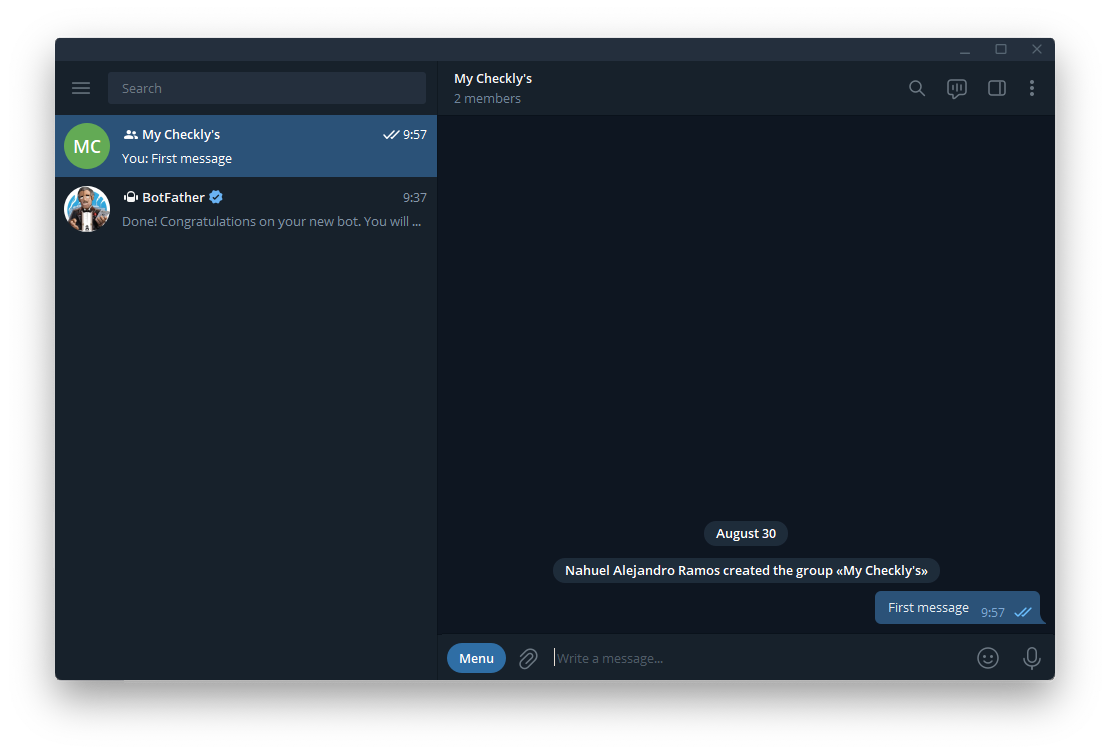 Search
MC
My Checkly's 9:57
You: First message
BotFather 9:37
Done! Congratulations on your new bot. You will ...
My Checkly's
2 members
August 30
Nahuel Alejandro Ramos created the group «My Checkly's»
First message 9:57
Menu
Write a message...